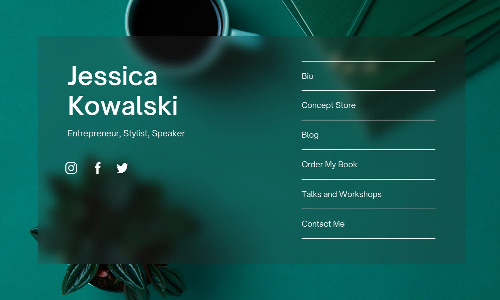 Jessica
Kowalski
Entrepreneur, Stylist, Speaker
Bio
Concept Store
Blog
Order My Book
Talks and Workshops
Contact Me